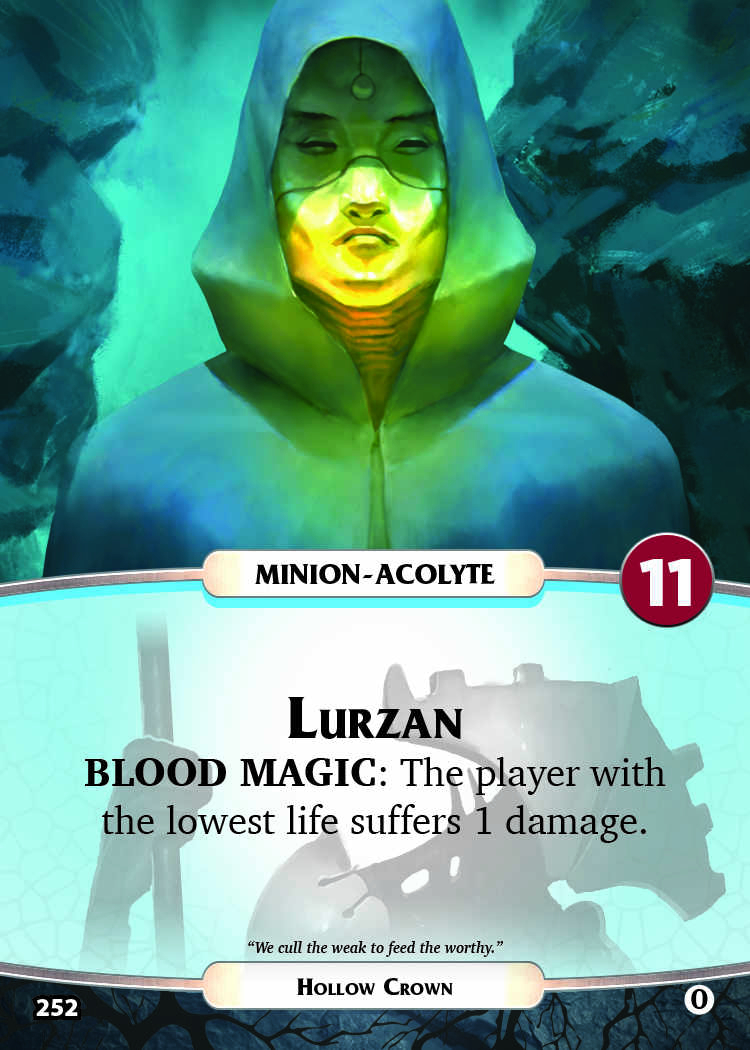 MINION-ACOLYTE
11
LURZAN
BLOOD MAGIC: The player with
the lowest life suffers 1 damage.
“We cull the weak to feed the worthy.”
HOLLOW CROWN
252
0